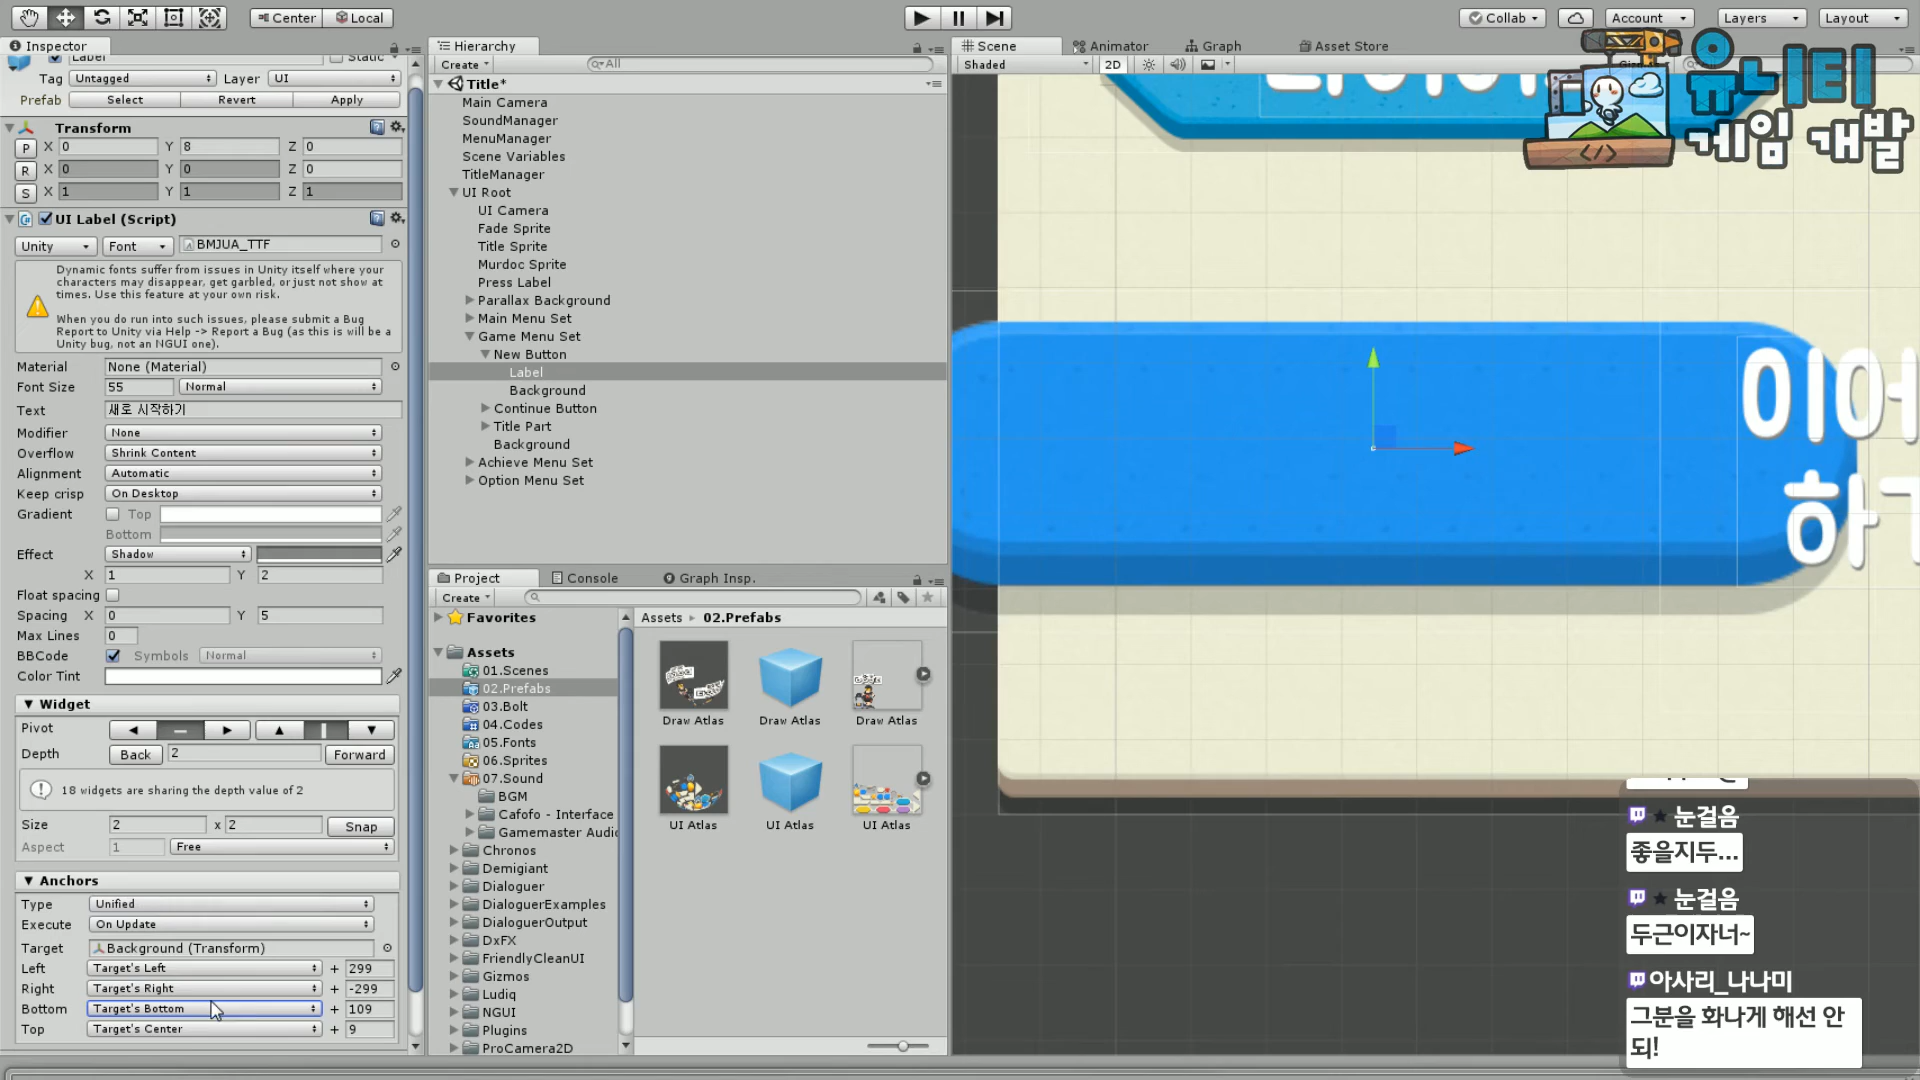 Center
Local
Collab
Account
Layers
Layout
Inspector
Label
Static
Tag Untagged Layer UI
Prefab Select Revert Apply
Transform
P X 0 Y 8 Z 0
R X 0 Y 0 Z 0
S X 1 Y 1 Z 1
UI Label (Script)
Unity Font BMJUA_TTF
Dynamic fonts suffer from issues in Unity itself where your
characters may disappear, get garbled, or just not show at
times. Use this feature at your own risk.
When you do run into such issues, please submit a Bug
Report to Unity via Help -> Report a Bug (as this is will be a
Unity bug, not an NGUI one).
Material None (Material)
Font Size 55 Normal
Text 새로 시작하기
Modifier None
Overflow Shrink Content
Alignment Automatic
Keep crisp On Desktop
Gradient Top
Bottom
Effect Shadow
X 1 Y 2
Float spacing
Spacing X 0 Y 5
Max Lines 0
BBCode Symbols Normal
Color Tint
▼ Widget
Pivot
Depth Back 2 Forward
18 widgets are sharing the depth value of 2
Size 2 x 2 Snap
Aspect 1 Free
▼ Anchors
Type Unified
Execute On Update
Target Background (Transform)
Left Target's Left + 299
Right Target's Right + -299
Bottom Target's Bottom + 109
Top Target's Center + 9
Hierarchy
Create All
Title*
Main Camera
SoundManager
MenuManager
Scene Variables
TitleManager
UI Root
UI Camera
Fade Sprite
Title Sprite
Murdoc Sprite
Press Label
Parallax Background
Main Menu Set
Game Menu Set
New Button
Label
Background
Continue Button
Title Part
Background
Achieve Menu Set
Option Menu Set
Project Console Graph Insp.
Create
Favorites
Assets
01.Scenes
02.Prefabs
03.Bolt
04.Codes
05.Fonts
06.Sprites
07.Sound
BGM
Cafofo - Interface
Gamemaster Audio
Chronos
Demigiant
Dialoguer
DialoguerExamples
DialoguerOutput
DxFX
FriendlyCleanUI
Gizmos
Ludiq
NGUI
Plugins
ProCamera2D
Assets ▸ 02.Prefabs
Draw Atlas Draw Atlas Draw Atlas
UI Atlas UI Atlas UI Atlas
Scene Animator Graph Asset Store
Shaded 2D
유니티
게임 개발
</>
이어
하기
눈걸음
좋을지두...
눈걸음
두근이자너~
아사리_나나미
그분을 화나게 해선 안
되!